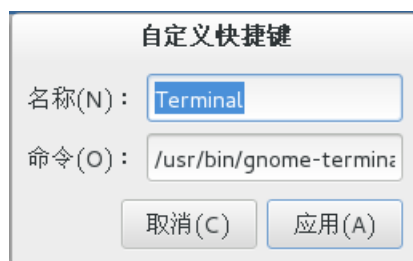 自定义快捷键
名称(N)： Terminal
命令(O)： /usr/bin/gnome-termina
取消(C) 应用(A)